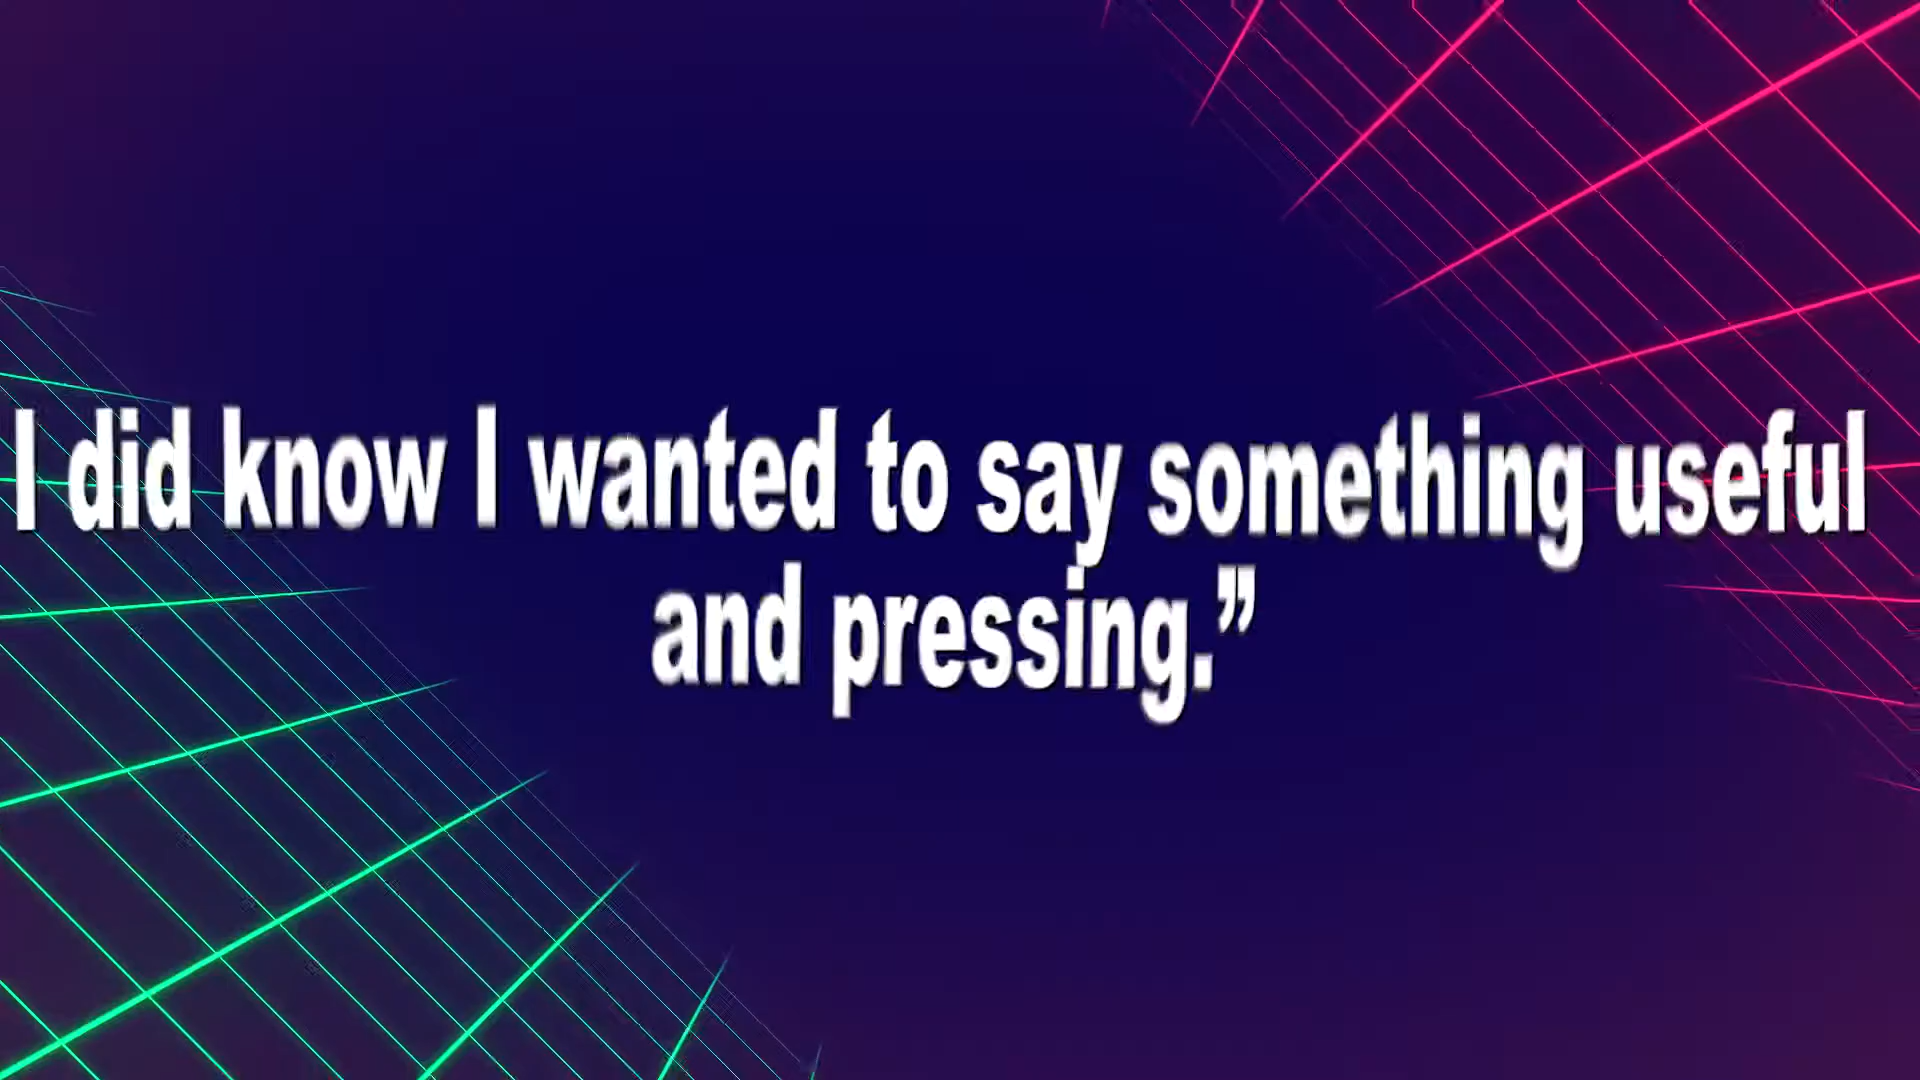 I did know I wanted to say something useful
and pressing.”